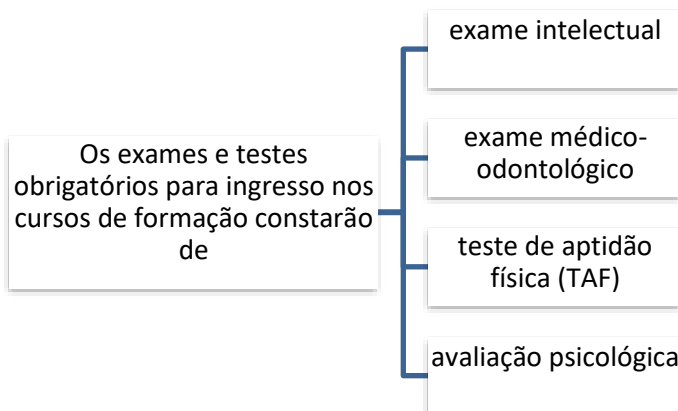 Os exames e testes
obrigatórios para ingresso nos
cursos de formação constarão
de
exame intelectual
exame médico-
odontológico
teste de aptidão
física (TAF)
avaliação psicológica